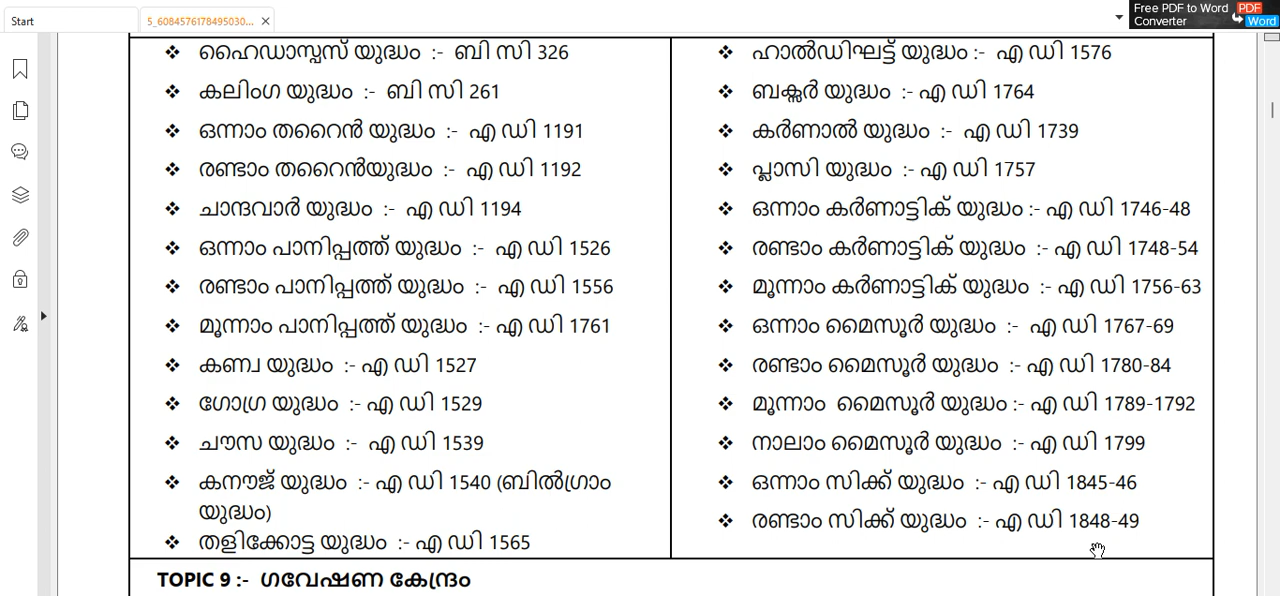 Start
5_6084576178495030...
Free PDF to Word
Converter
PDF
Word
❖ ഹൈഡാസ്പസ് യുദ്ധം :- ബി സി 326
❖ കലിംഗ യുദ്ധം :- ബി സി 261
❖ ഒന്നാം തറൈൻ യുദ്ധം :- എ ഡി 1191
❖ രണ്ടാം തറൈൻയുദ്ധം :- എ ഡി 1192
❖ ചാന്ദവാർ യുദ്ധം :- എ ഡി 1194
❖ ഒന്നാം പാനിപ്പത്ത് യുദ്ധം :- എ ഡി 1526
❖ രണ്ടാം പാനിപ്പത്ത് യുദ്ധം :- എ ഡി 1556
❖ മൂന്നാം പാനിപ്പത്ത് യുദ്ധം :- എ ഡി 1761
❖ കണ്വ യുദ്ധം :- എ ഡി 1527
❖ ഗോഗ്ര യുദ്ധം :- എ ഡി 1529
❖ ചൗസ യുദ്ധം :- എ ഡി 1539
❖ കനൗജ് യുദ്ധം :- എ ഡി 1540 (ബിൽഗ്രാം
യുദ്ധം)
❖ തളിക്കോട്ട യുദ്ധം :- എ ഡി 1565
❖ ഹാൽഡിഘട്ട് യുദ്ധം :- എ ഡി 1576
❖ ബക്സർ യുദ്ധം :- എ ഡി 1764
❖ കർണാൽ യുദ്ധം :- എ ഡി 1739
❖ പ്ലാസി യുദ്ധം :- എ ഡി 1757
❖ ഒന്നാം കർണാട്ടിക് യുദ്ധം :- എ ഡി 1746-48
❖ രണ്ടാം കർണാട്ടിക് യുദ്ധം :- എ ഡി 1748-54
❖ മൂന്നാം കർണാട്ടിക് യുദ്ധം :- എ ഡി 1756-63
❖ ഒന്നാം മൈസൂർ യുദ്ധം :- എ ഡി 1767-69
❖ രണ്ടാം മൈസൂർ യുദ്ധം :- എ ഡി 1780-84
❖ മൂന്നാം മൈസൂർ യുദ്ധം :- എ ഡി 1789-1792
❖ നാലാം മൈസൂർ യുദ്ധം :- എ ഡി 1799
❖ ഒന്നാം സിക്ക് യുദ്ധം :- എ ഡി 1845-46
❖ രണ്ടാം സിക്ക് യുദ്ധം :- എ ഡി 1848-49
TOPIC 9 :- ഗവേഷണ കേന്ദ്രം